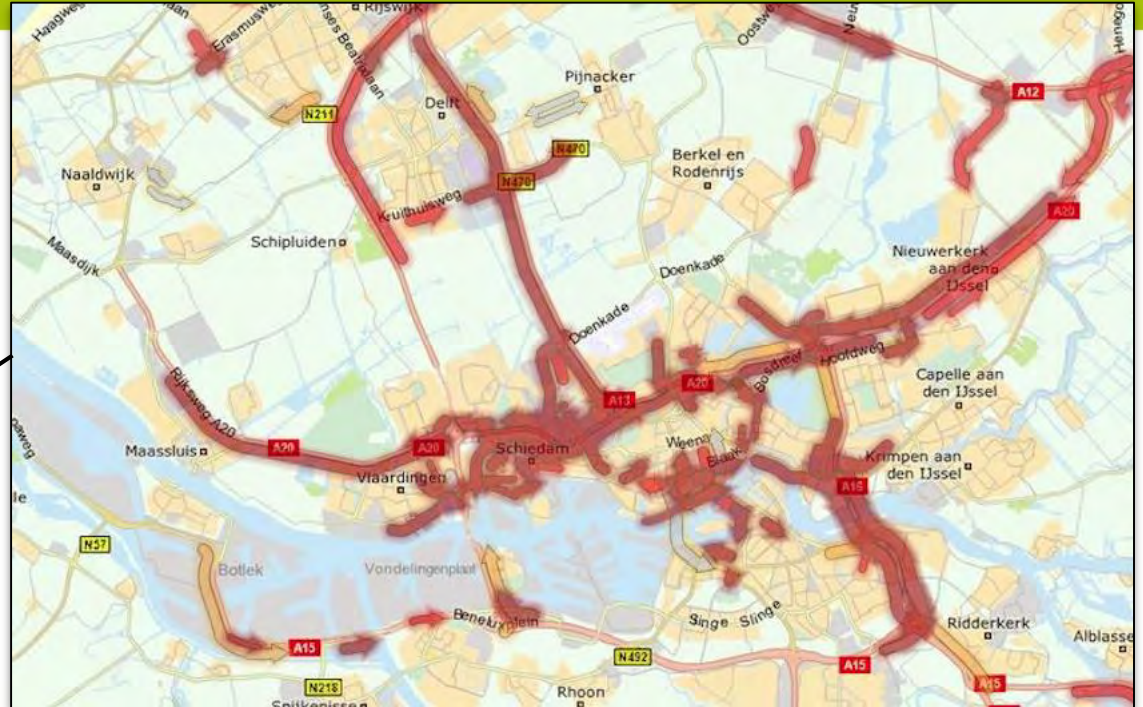 Haagweg
Erasmusweg
Rijswijk
Oostweg
Pijnacker
Delft
N211
A12
N470
Naaldwijk
N470
Berkel en
Rodenrijs
Kruithuisweg
A20
Schipluiden
Maasdijk
Nieuwerkerk
aan den
IJssel
Doenkade
Doenkade
Bosdreef
Hoofdweg
Rijksweg A20
A20
A13
Capelle aan
den IJssel
A20
A20
Weena
Maassluis
Schiedam
Blaak
Krimpen aan
den IJssel
Vlaardingen
A16
N57
Botlek
Vondelingenplaat
Beneluxplein
Singe Slinge
Ridderkerk
Alblasse
A15
N492
A15
N218
Rhoon
A15
Spijkenisse